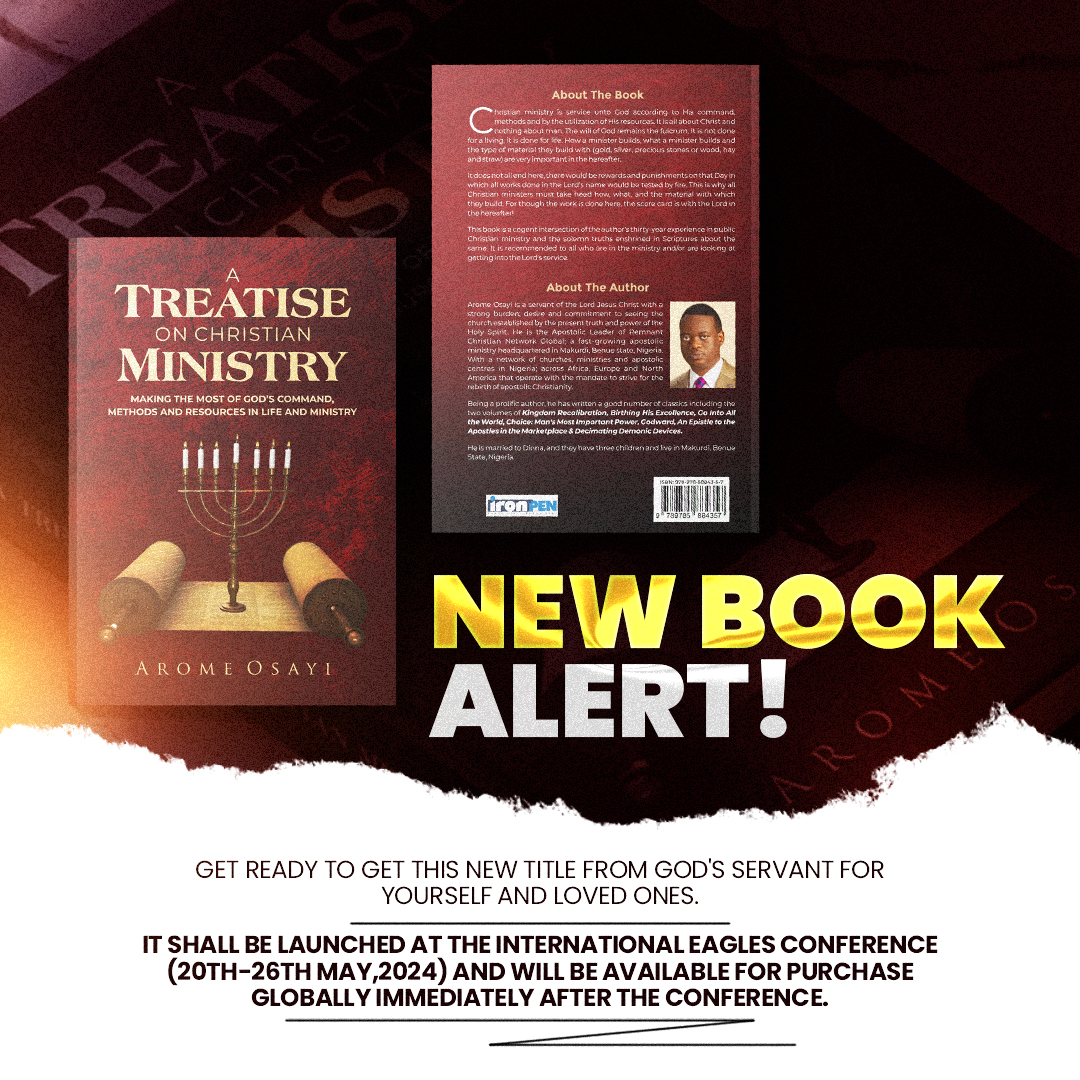 A
TREATISE
ON CHRISTIAN
MINISTRY
MAKING THE MOST OF GOD'S COMMAND,
METHODS AND RESOURCES IN LIFE AND MINISTRY
AROME OSAYI
About The Book
Christian ministry is service unto God according to His command,
methods and by the utilization of His resources. It is all about Christ and
nothing about man. The will of God remains the fulcrum. It is not done
for a living. It is done for life. How a minister builds, what a minister builds and
the type of material they build with (gold, silver, precious stones or wood, hay
and straw) are very important in the hereafter.
It does not all end here, there would be rewards and punishments on that Day in
which all works done in the Lord's name would be tested by fire. This is why all
Christian ministers must take heed how, what, and the material with which
they build. For though the work is done here, the score card is with the Lord in
the hereafter!
This book is a cogent intersection of the author's thirty-year experience in public
Christian ministry and the solemn truths enshrined in Scriptures about the
same. It is recommended to all who are in the ministry and/or are looking at
getting into the Lord's service.
About The Author
Arome Osayi is a servant of the Lord Jesus Christ with a
strong burden, desire and commitment to seeing the
church established by the present truth and power of the
Holy Spirit. He is the Apostolic Leader of Remnant
Christian Network Global; a fast-growing apostolic
ministry headquartered in Makurdi, Benue state, Nigeria.
With a network of churches, ministries and apostolic
centres in Nigeria; across Africa, Europe and North
America that operate with the mandate to strive for the
rebirth of apostolic Christianity.
Being a prolific author, he has written a good number of classics including the
two volumes of Kingdom Recalibration, Birthing His Excellence, Go Into All
the World, Choice: Man's Most Important Power, Godward, An Epistle to the
Apostles in the Marketplace & Decimating Demonic Devices.
He is married to Dinna, and they have three children and live in Makurdi, Benue
State, Nigeria.
ironPEN
9 789785 884357
NEW BOOK
ALERT!
GET READY TO GET THIS NEW TITLE FROM GOD'S SERVANT FOR
YOURSELF AND LOVED ONES.
IT SHALL BE LAUNCHED AT THE INTERNATIONAL EAGLES CONFERENCE
(20TH-26TH MAY,2024) AND WILL BE AVAILABLE FOR PURCHASE
GLOBALLY IMMEDIATELY AFTER THE CONFERENCE.